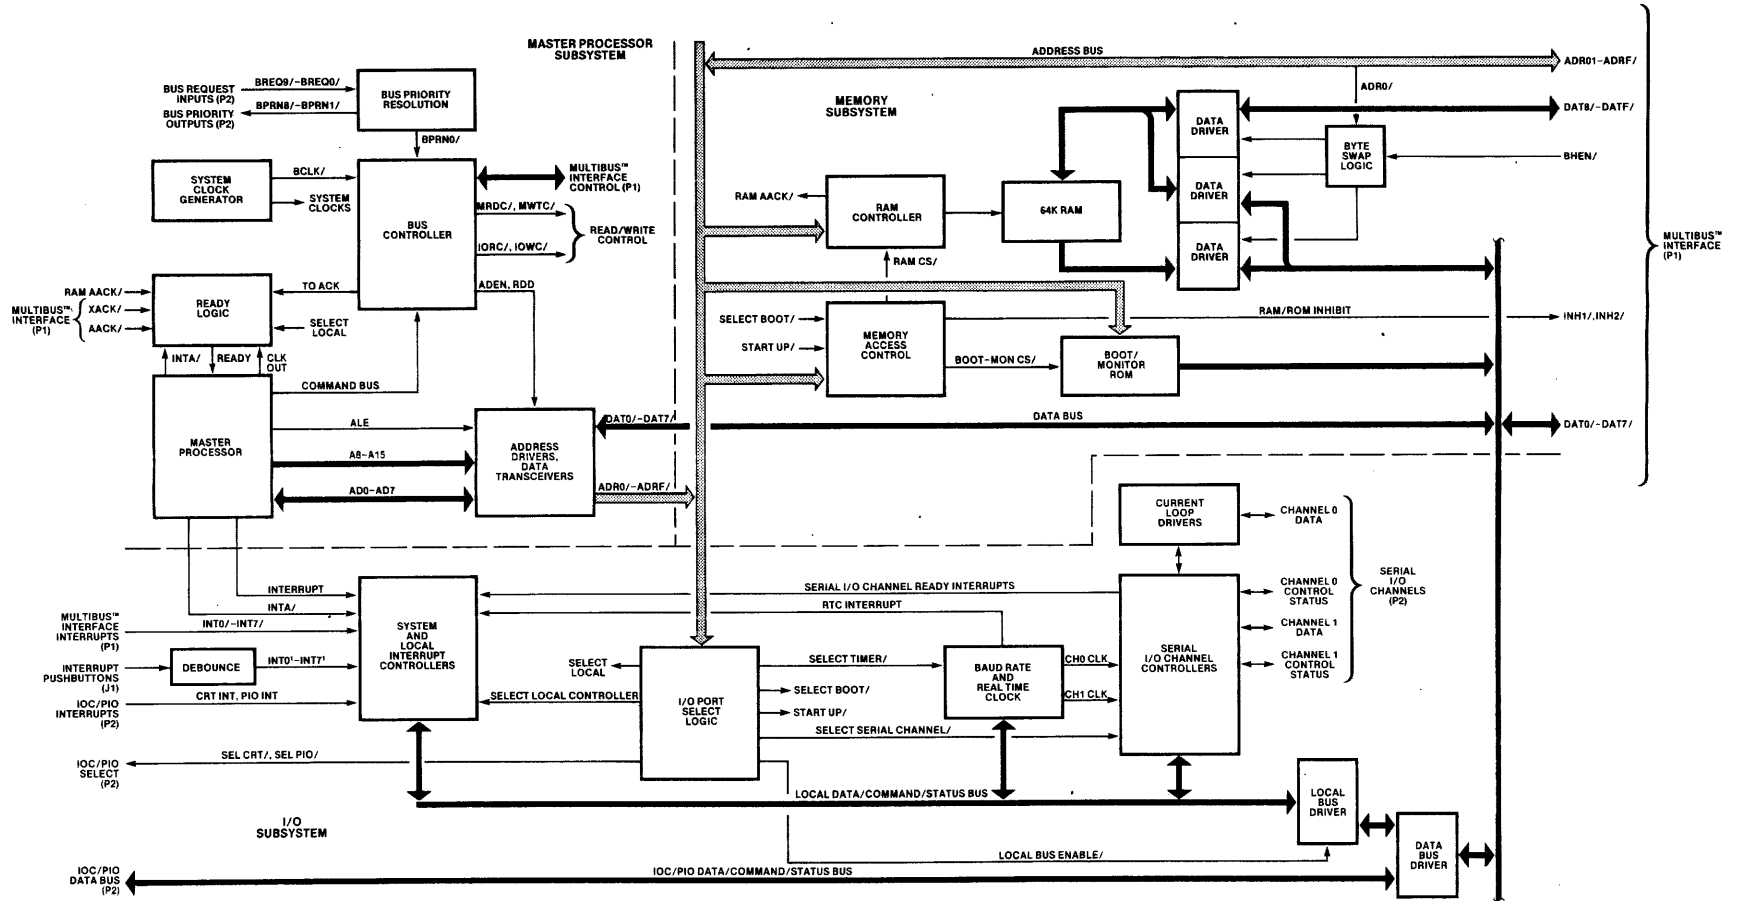 MASTER PROCESSOR
SUBSYSTEM
BUS REQUEST
INPUTS (P2)
BREQ9/-BREQ0/
BUS PRIORITY
OUTPUTS (P2)
BPRN8/-BPRN1/
BUS PRIORITY
RESOLUTION
BPRN0/
SYSTEM
CLOCK
GENERATOR
BCLK/
SYSTEM
CLOCKS
BUS
CONTROLLER
MULTIBUS™
INTERFACE
CONTROL (P1)
MRDC/, MWTC/
IORC/, IOWC/
READ/WRITE
CONTROL
ADEN, RDD
RAM AACK/
MULTIBUS™
INTERFACE
(P1)
XACK/
AACK/
READY
LOGIC
TO ACK
SELECT
LOCAL
INTA/
READY
CLK
OUT
COMMAND BUS
MASTER
PROCESSOR
ALE
A8-A15
AD0-AD7
ADDRESS
DRIVERS,
DATA
TRANSCEIVERS
DAT0/-DAT7/
ADR0/-ADRF/
ADDRESS BUS
ADR01-ADRF/
MEMORY
SUBSYSTEM
ADR0/
DATA
DRIVER
DATA
DRIVER
DATA
DRIVER
DAT8/-DATF/
BYTE
SWAP
LOGIC
BHEN/
RAM AACK/
RAM
CONTROLLER
64K RAM
RAM CS/
MULTIBUS™
INTERFACE
(P1)
SELECT BOOT/
START UP/
MEMORY
ACCESS
CONTROL
RAM/ROM INHIBIT
INH1/,INH2/
BOOT-MON CS/
BOOT/
MONITOR
ROM
DATA BUS
DAT0/-DAT7/
CURRENT
LOOP
DRIVERS
CHANNEL 0
DATA
INTERRUPT
INTA/
MULTIBUS™
INTERFACE
INTERRUPTS
(P1)
INT0/-INT7/
INTERRUPT
PUSHBUTTONS
(J1)
DEBOUNCE
INT0¹-INT7¹
IOC/PIO
INTERRUPTS
(P2)
CRT INT, PIO INT
SYSTEM
AND
LOCAL
INTERRUPT
CONTROLLERS
SERIAL I/O CHANNEL READY INTERRUPTS
RTC INTERRUPT
SELECT
LOCAL
SELECT LOCAL CONTROLLER
I/O PORT
SELECT
LOGIC
SELECT TIMER/
SELECT BOOT/
START UP/
SELECT SERIAL CHANNEL/
BAUD RATE
AND
REAL TIME
CLOCK
CH0 CLK
CH1 CLK
SERIAL
I/O CHANNEL
CONTROLLERS
CHANNEL 0
CONTROL
STATUS
CHANNEL 1
DATA
CHANNEL 1
CONTROL
STATUS
SERIAL
I/O
CHANNELS
(P2)
IOC/PIO
SELECT
(P2)
SEL CRT/, SEL PIO/
LOCAL DATA/COMMAND/STATUS BUS
LOCAL
BUS
DRIVER
I/O
SUBSYSTEM
LOCAL BUS ENABLE/
DATA
BUS
DRIVER
IOC/PIO
DATA BUS
(P2)
IOC/PIO DATA/COMMAND/STATUS BUS